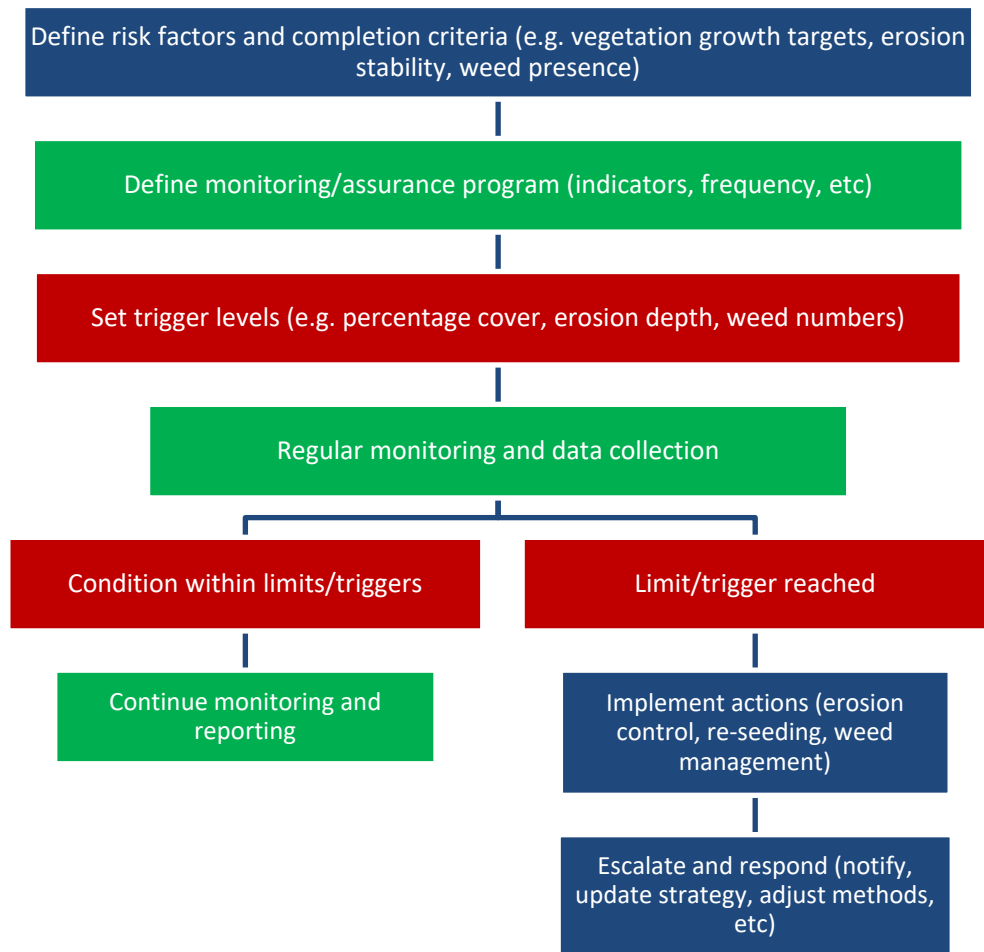 Define risk factors and completion criteria (e.g. vegetation growth targets, erosion
stability, weed presence)
Define monitoring/assurance program (indicators, frequency, etc)
Set trigger levels (e.g. percentage cover, erosion depth, weed numbers)
Regular monitoring and data collection
Condition within limits/triggers
Limit/trigger reached
Continue monitoring and
reporting
Implement actions (erosion
control, re-seeding, weed
management)
Escalate and respond (notify,
update strategy, adjust methods,
etc)